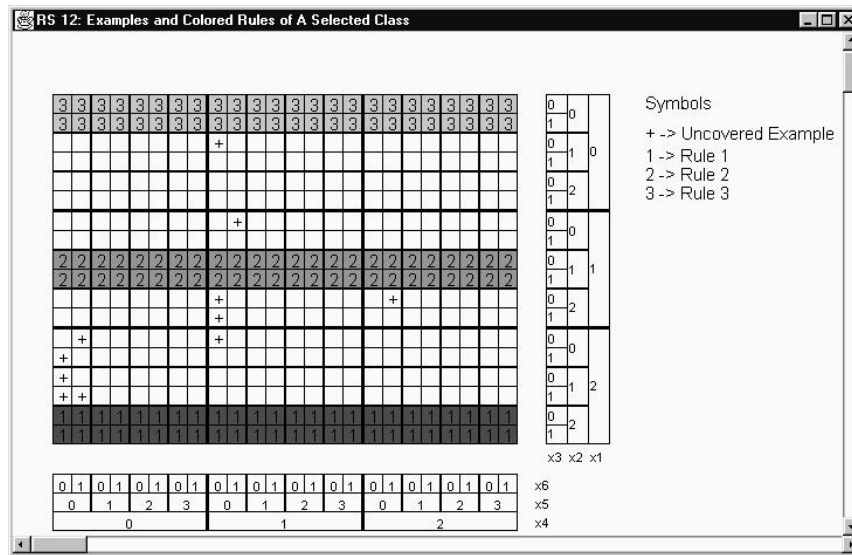 RS 12: Examples and Colored Rules of A Selected Class
3 3 3 3 3 3 3 3 3 3 3 3 3 3 3 3 3 3 3 3 3 3 3 3 0
0
3 3 3 3 3 3 3 3 3 3 3 3 3 3 3 3 3 3 3 3 3 3 3 3 1
+ 0
1 0
1
0
2
1
+ 0
0
1
2 2 2 2 2 2 2 2 2 2 2 2 2 2 2 2 2 2 2 2 2 2 2 2 0
1 1
2 2 2 2 2 2 2 2 2 2 2 2 2 2 2 2 2 2 2 2 2 2 2 2 1
+ + 0
2
+ 1
+ + 0
0
+ 1
+ 0
1 2
+ + 1
1 1 1 1 1 1 1 1 1 1 1 1 1 1 1 1 1 1 1 1 1 1 1 1 0
2
1 1 1 1 1 1 1 1 1 1 1 1 1 1 1 1 1 1 1 1 1 1 1 1 1
x3 x2 x1
0 1 0 1 0 1 0 1 0 1 0 1 0 1 0 1 0 1 0 1 0 1 0 1 x6
0 1 2 3 0 1 2 3 0 1 2 3 x5
0 1 2 x4
Symbols
+ -> Uncovered Example
1 -> Rule 1
2 -> Rule 2
3 -> Rule 3